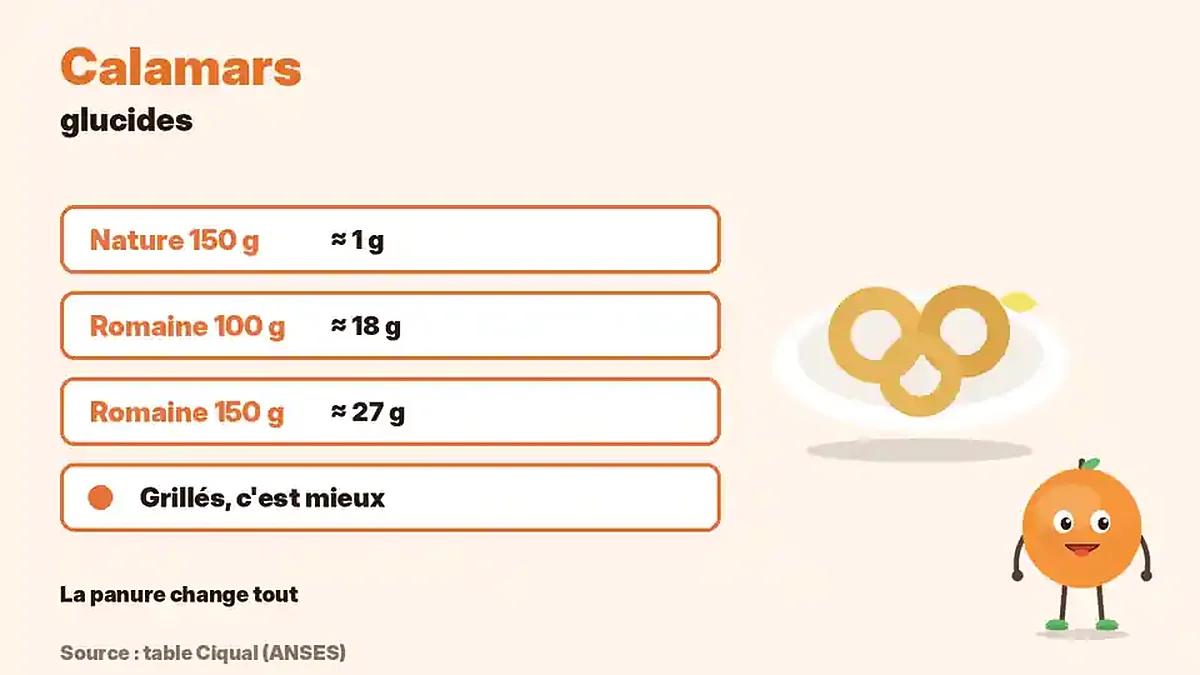 Calamars
glucides
Nature 150 g ≈ 1 g
Romaine 100 g ≈ 18 g
Romaine 150 g ≈ 27 g
Grillés, c'est mieux
La panure change tout
Source : table Ciqual (ANSES)